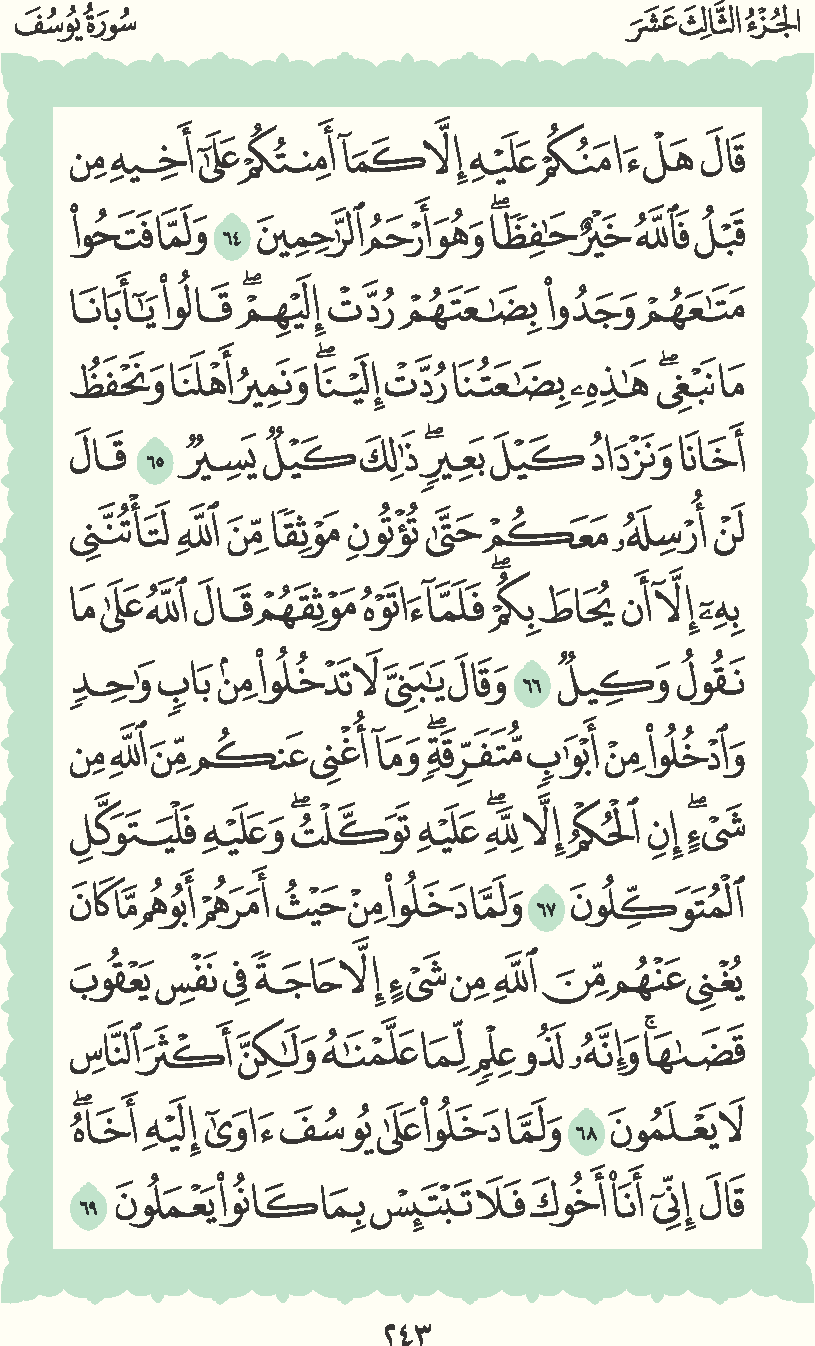 الجُزْءُ الثَّالِثَ عَشَرَ
سُورَةُ يُوسُفَ
قَالَ هَلْ ءَامَنُكُمْ عَلَيْهِ إِلَّا كَمَآ أَمِنتُكُمْ عَلَىٰٓ أَخِيهِ مِن
قَبْلُ فَٱللَّهُ خَيْرٌ حَـٰفِظًاۖ وَهُوَ أَرْحَمُ ٱلرَّٰحِمِينَ ٦٤ وَلَمَّا فَتَحُوا۟
مَتَـٰعَهُمْ وَجَدُوا۟ بِضَـٰعَتَهُمْ رُدَّتْ إِلَيْهِمْۖ قَالُوا۟ يَـٰٓأَبَانَا
مَا نَبْغِىۖ هَـٰذِهِۦ بِضَـٰعَتُنَا رُدَّتْ إِلَيْنَاۖ وَنَمِيرُ أَهْلَنَا وَنَحْفَظُ
أَخَانَا وَنَزْدَادُ كَيْلَ بَعِيرٍۖ ذَٰلِكَ كَيْلٌ يَسِيرٌ ٦٥ قَالَ
لَنْ أُرْسِلَهُۥ مَعَكُمْ حَتَّىٰ تُؤْتُونِ مَوْثِقًا مِّنَ ٱللَّهِ لَتَأْتُنَّنِى
بِهِۦٓ إِلَّآ أَن يُحَاطَ بِكُمْۖ فَلَمَّآ ءَاتَوْهُ مَوْثِقَهُمْ قَالَ ٱللَّهُ عَلَىٰ مَا
نَقُولُ وَكِيلٌ ٦٦ وَقَالَ يَـٰبَنِىَّ لَا تَدْخُلُوا۟ مِنۢ بَابٍ وَٰحِدٍ
وَٱدْخُلُوا۟ مِنْ أَبْوَٰبٍ مُّتَفَرِّقَةٍۖ وَمَآ أُغْنِى عَنكُم مِّنَ ٱللَّهِ مِن
شَىْءٍۖ إِنِ ٱلْحُكْمُ إِلَّا لِلَّهِۖ عَلَيْهِ تَوَكَّلْتُۖ وَعَلَيْهِ فَلْيَتَوَكَّلِ
ٱلْمُتَوَكِّلُونَ ٦٧ وَلَمَّا دَخَلُوا۟ مِنْ حَيْثُ أَمَرَهُمْ أَبُوهُم مَّا كَانَ
يُغْنِى عَنْهُم مِّنَ ٱللَّهِ مِن شَىْءٍ إِلَّا حَاجَةً فِى نَفْسِ يَعْقُوبَ
قَضَىٰهَاۚ وَإِنَّهُۥ لَذُو عِلْمٍ لِّمَا عَلَّمْنَـٰهُ وَلَـٰكِنَّ أَكْثَرَ ٱلنَّاسِ
لَا يَعْلَمُونَ ٦٨ وَلَمَّا دَخَلُوا۟ عَلَىٰ يُوسُفَ ءَاوَىٰٓ إِلَيْهِ أَخَاهُۖ
قَالَ إِنِّىٓ أَنَا۠ أَخُوكَ فَلَا تَبْتَئِسْ بِمَا كَانُوا۟ يَعْمَلُونَ ٦٩
٢٤٣